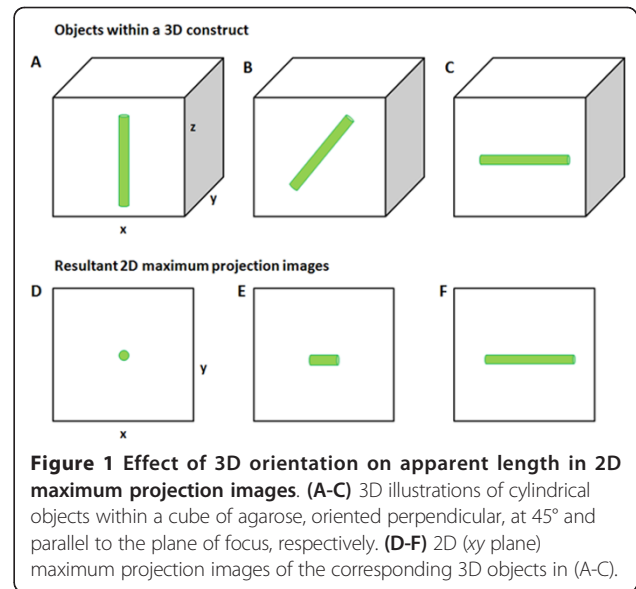 Objects within a 3D construct
A
B
C
z
y
x
Resultant 2D maximum projection images
D
E
F
y
x
Figure 1 Effect of 3D orientation on apparent length in 2D
maximum projection images. (A-C) 3D illustrations of cylindrical
objects within a cube of agarose, oriented perpendicular, at 45° and
parallel to the plane of focus, respectively. (D-F) 2D (xy plane)
maximum projection images of the corresponding 3D objects in (A-C).